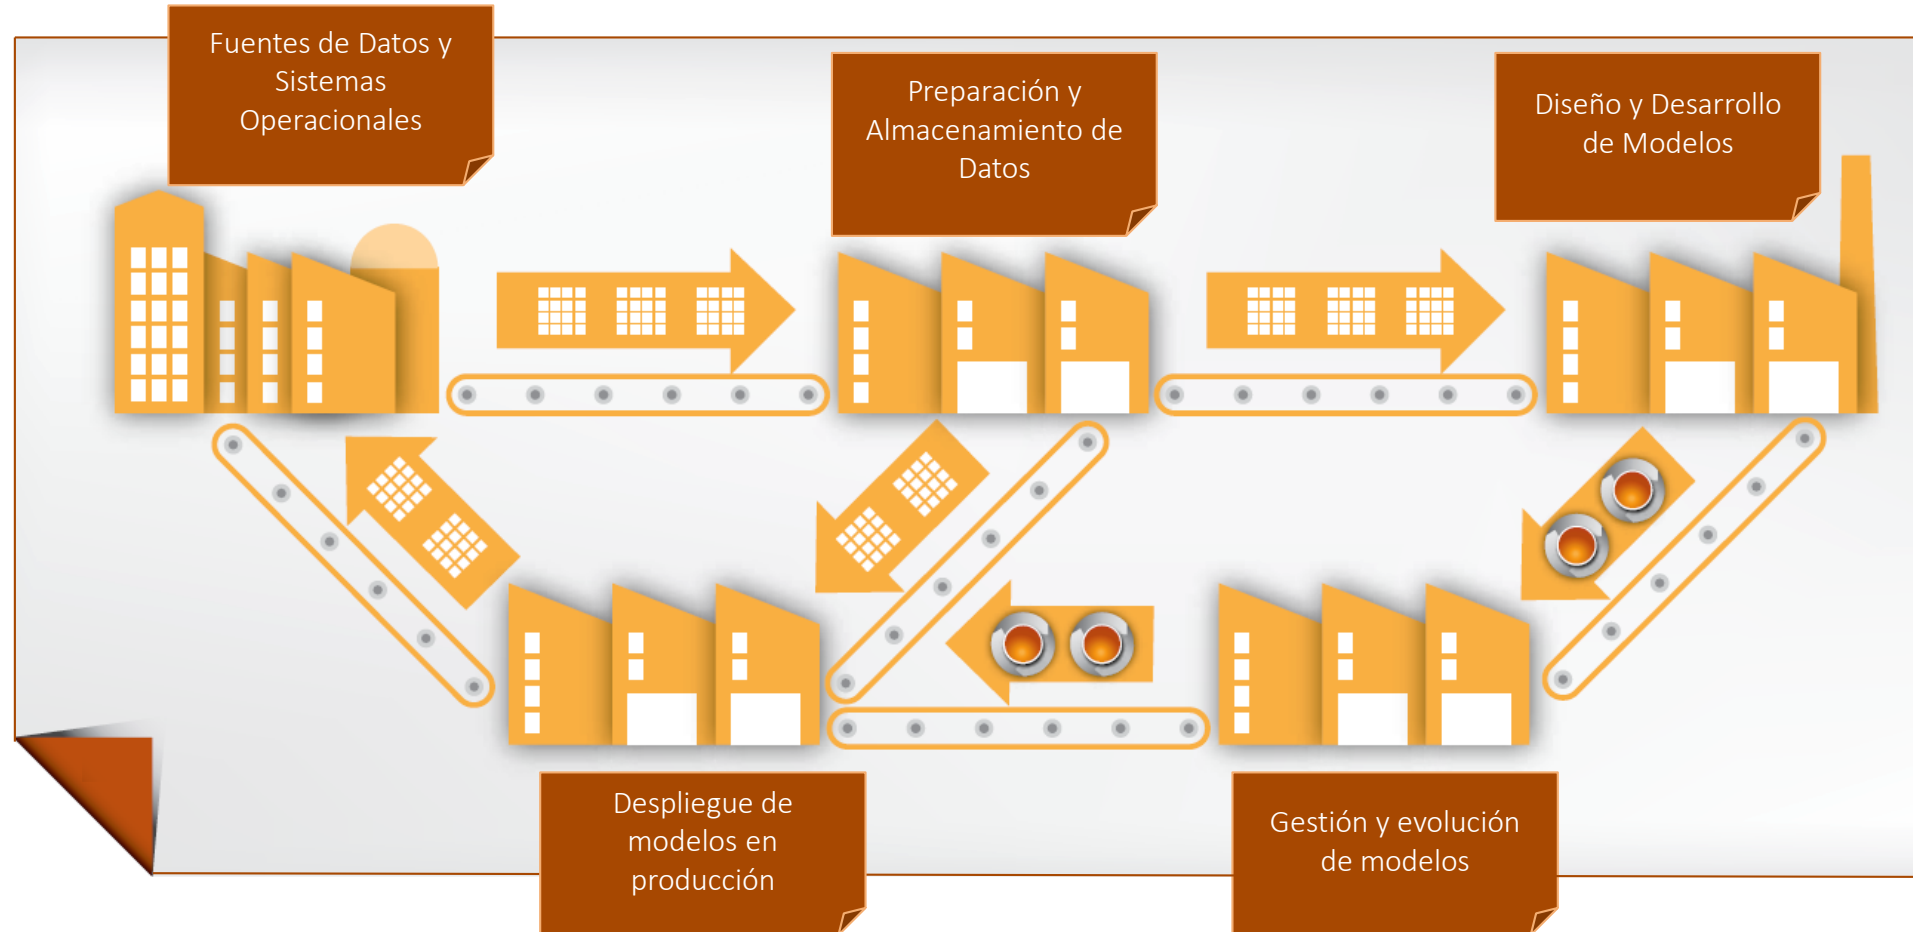 Fuentes de Datos y
Sistemas
Operacionales
Preparación y
Almacenamiento de
Datos
Diseño y Desarrollo
de Modelos
Despliegue de
modelos en
producción
Gestión y evolución
de modelos